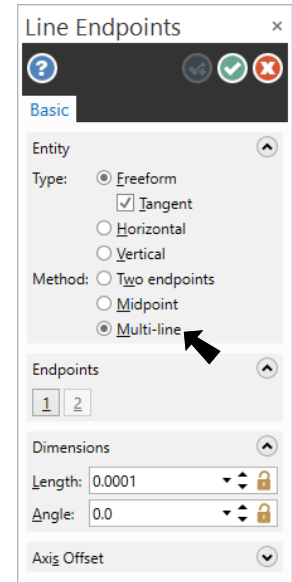 Line Endpoints ×
?
Basic
Entity
Type: Freeform
Tangent
Horizontal
Vertical
Method: Two endpoints
Midpoint
Multi-line
Endpoints
1 2
Dimensions
Length: 0.0001
Angle: 0.0
Axis Offset